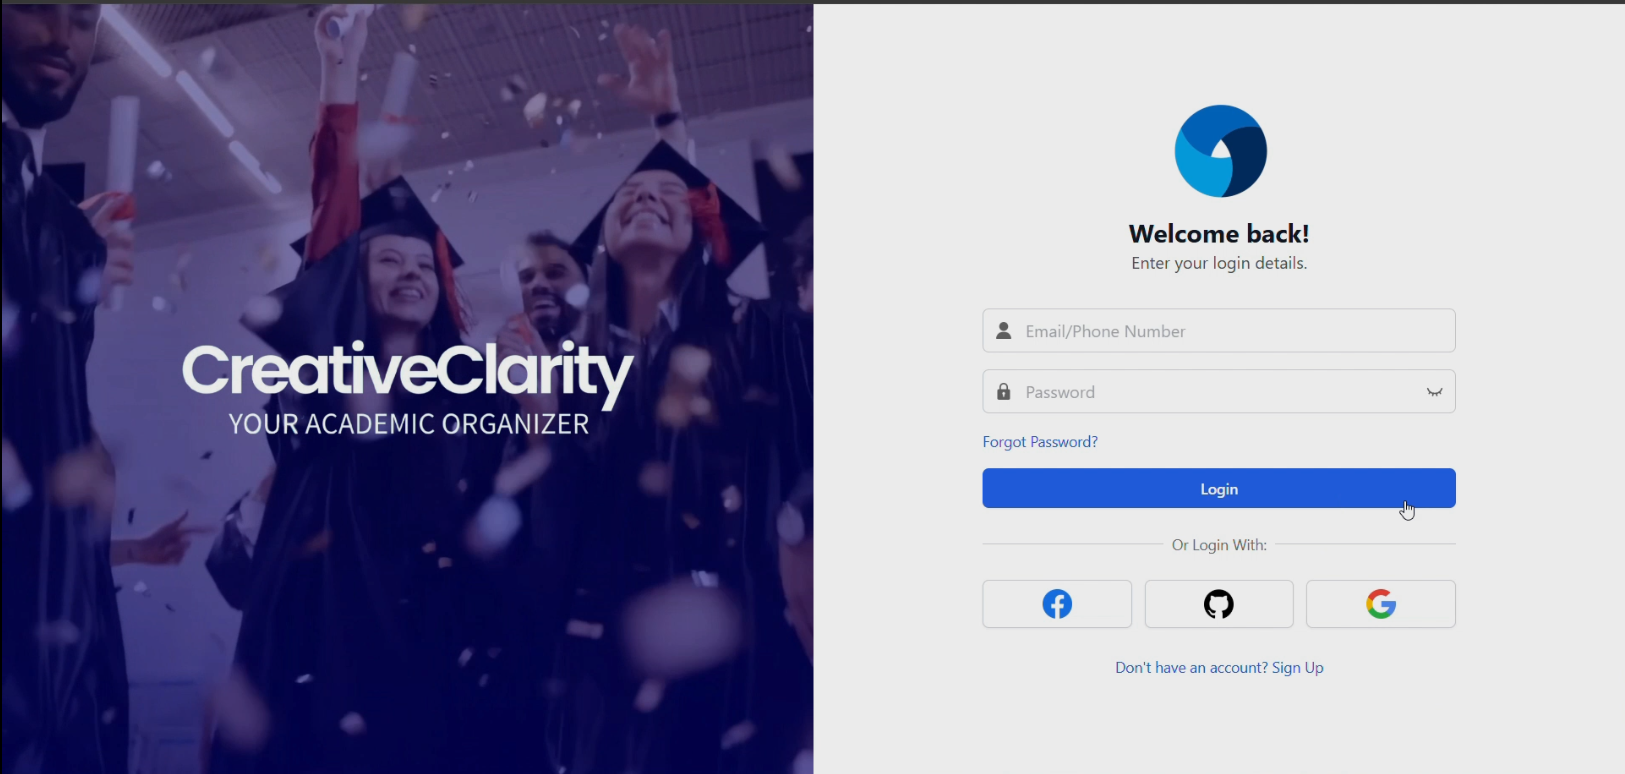 CreativeClarity
YOUR ACADEMIC ORGANIZER
Welcome back!
Enter your login details.
Email/Phone Number
Password
Forgot Password?
Login
Or Login With:
Don't have an account? Sign Up